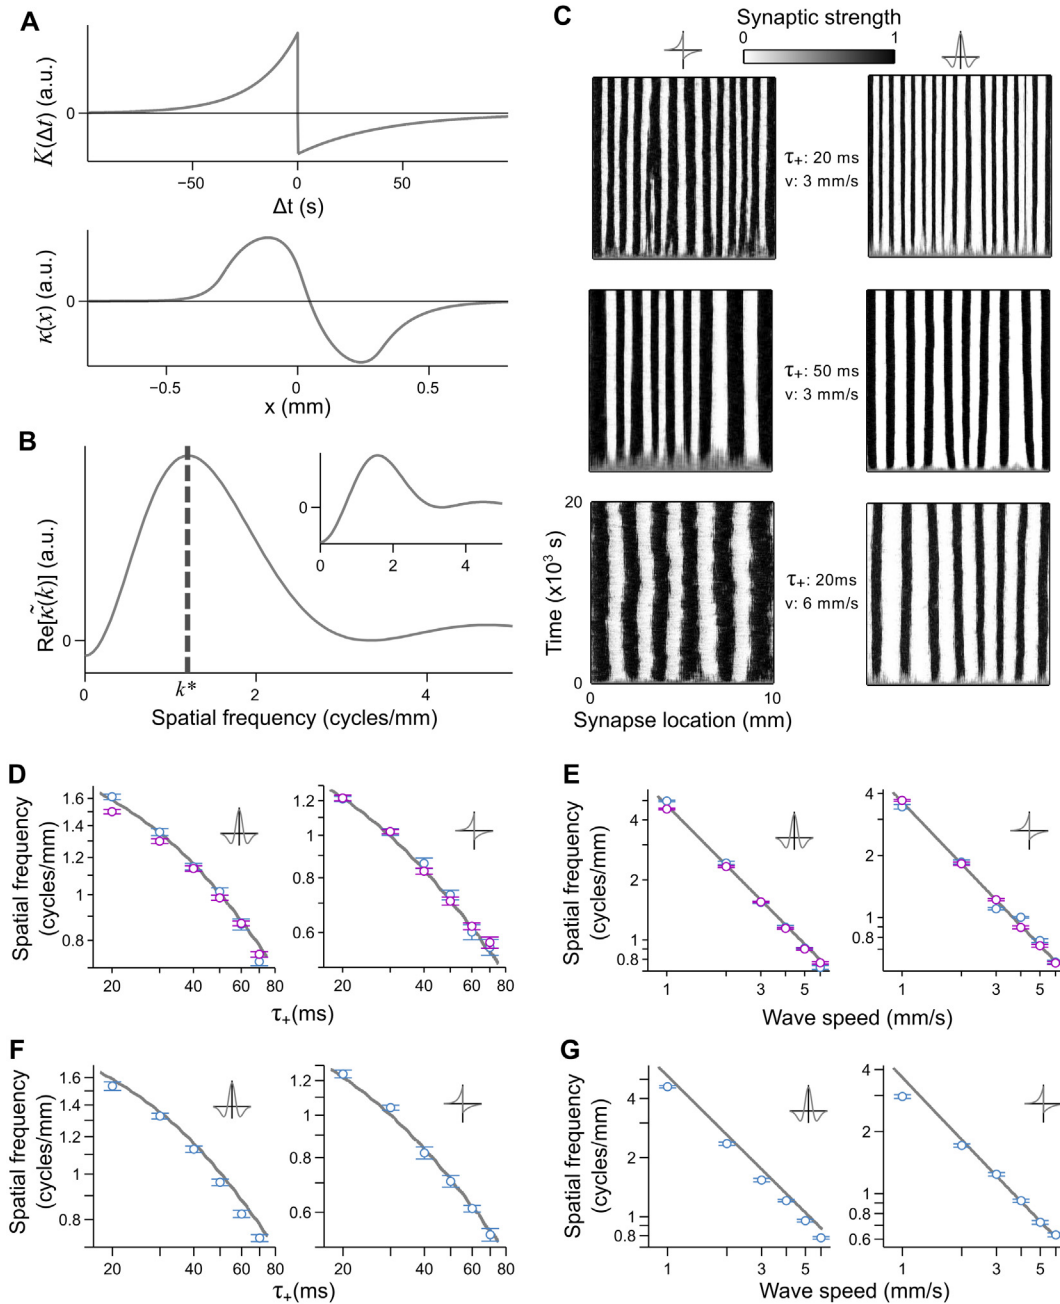 A
K(Δt) (a.u.)
0
−50
0
50
Δt (s)
κ(x) (a.u.)
0
−0.5
0
0.5
x (mm)
B
Re[κ̃(k)] (a.u.)
0
0
2
4
k*
Spatial frequency (cycles/mm)
0
0
2
4
C
Synaptic strength
0
1
τ+: 20 ms
v: 3 mm/s
τ+: 50 ms
v: 3 mm/s
τ+: 20ms
v: 6 mm/s
20
Time (x10³ s)
0
0
10
Synapse location (mm)
D
Spatial frequency
(cycles/mm)
1.6
1.4
1.2
1
0.8
20
40
60
80
1.2
1
0.8
0.6
20
40
60
80
τ+(ms)
E
Spatial frequency
(cycles/mm)
4
2
1
0.8
1
3
5
4
2
1
0.8
0.6
1
3
5
Wave speed (mm/s)
F
Spatial frequency
(cycles/mm)
1.6
1.4
1.2
1
0.8
20
40
60
80
1.2
1
0.8
0.6
20
40
60
80
τ+(ms)
G
Spatial frequency
(cycles/mm)
4
2
1
0.8
1
3
5
4
2
1
0.8
0.6
1
3
5
Wave speed (mm/s)